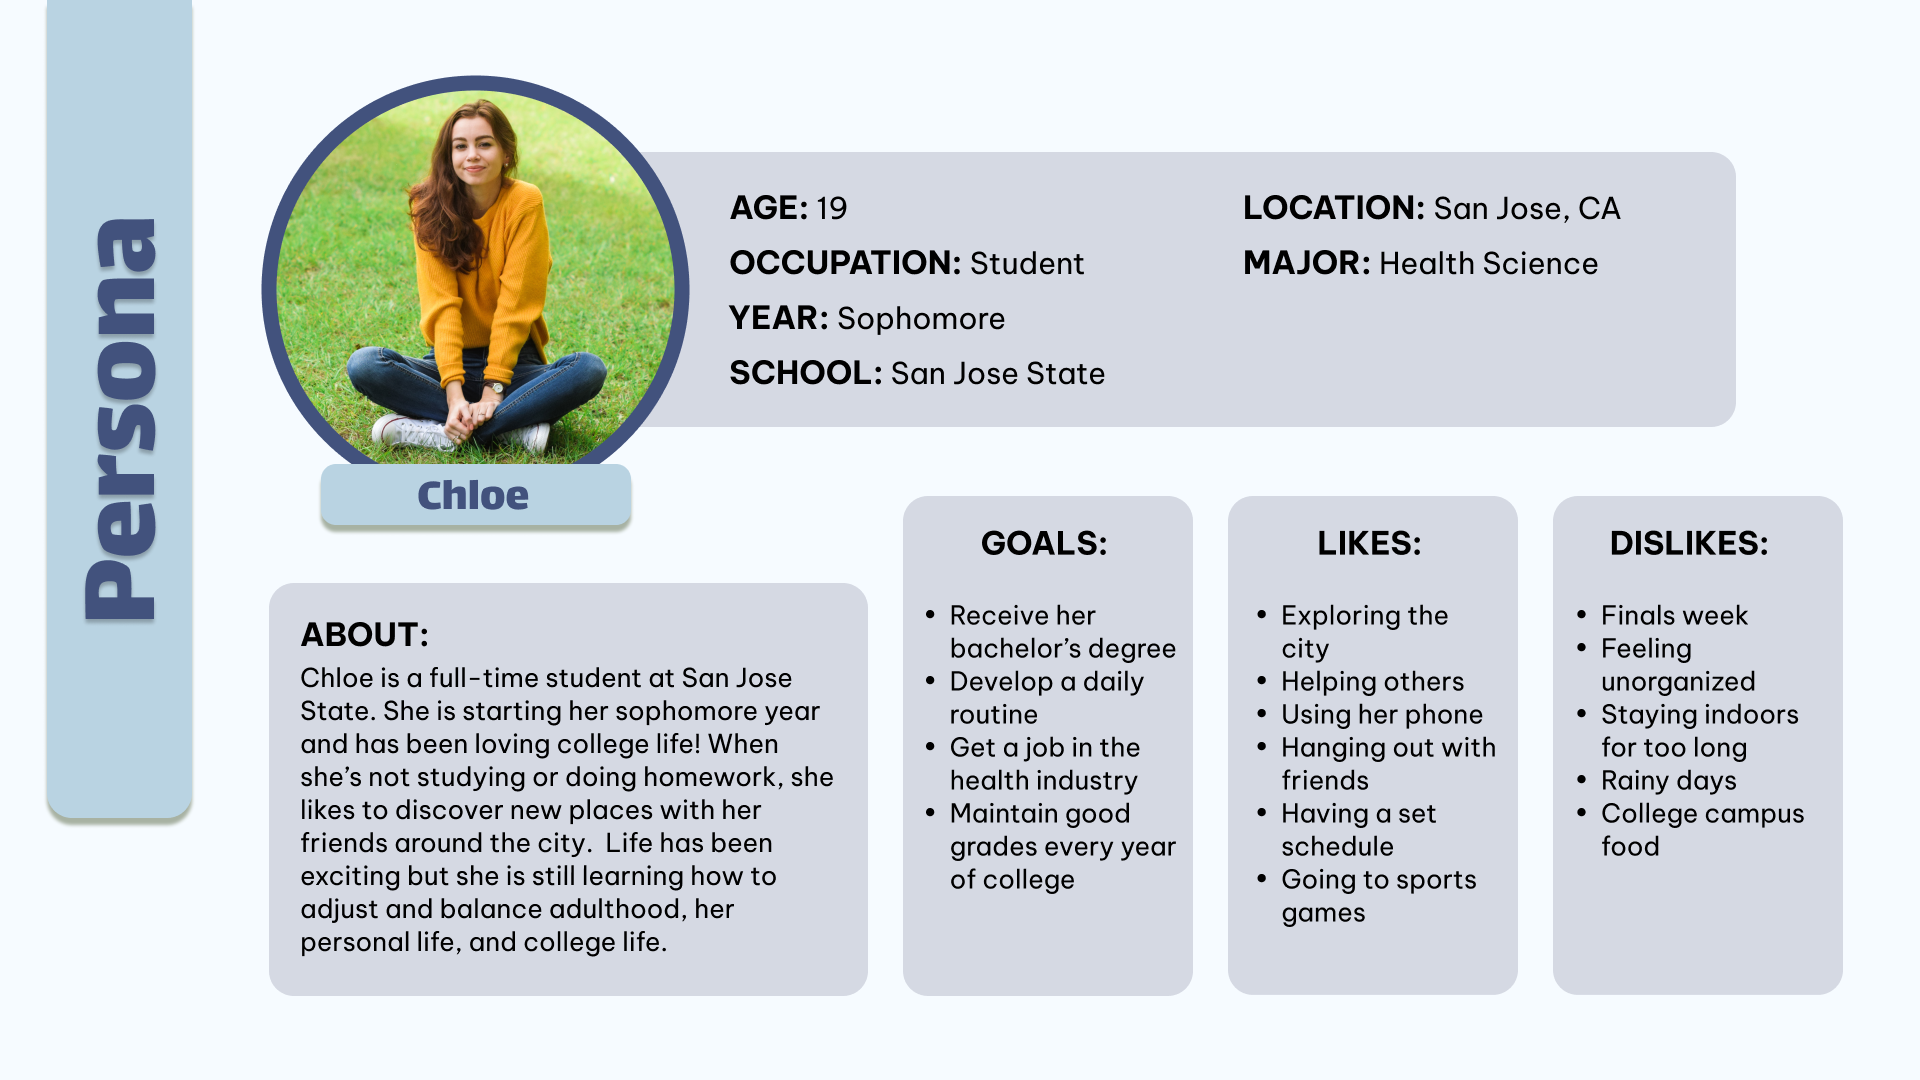 Persona
Chloe
AGE: 19
OCCUPATION: Student
YEAR: Sophomore
SCHOOL: San Jose State
LOCATION: San Jose, CA
MAJOR: Health Science
ABOUT:
Chloe is a full-time student at San Jose
State. She is starting her sophomore year
and has been loving college life! When
she’s not studying or doing homework, she
likes to discover new places with her
friends around the city.  Life has been
exciting but she is still learning how to
adjust and balance adulthood, her
personal life, and college life.
GOALS:
• Receive her
bachelor’s degree
• Develop a daily
routine
• Get a job in the
health industry
• Maintain good
grades every year
of college
LIKES:
• Exploring the
city
• Helping others
• Using her phone
• Hanging out with
friends
• Having a set
schedule
• Going to sports
games
DISLIKES:
• Finals week
• Feeling
unorganized
• Staying indoors
for too long
• Rainy days
• College campus
food